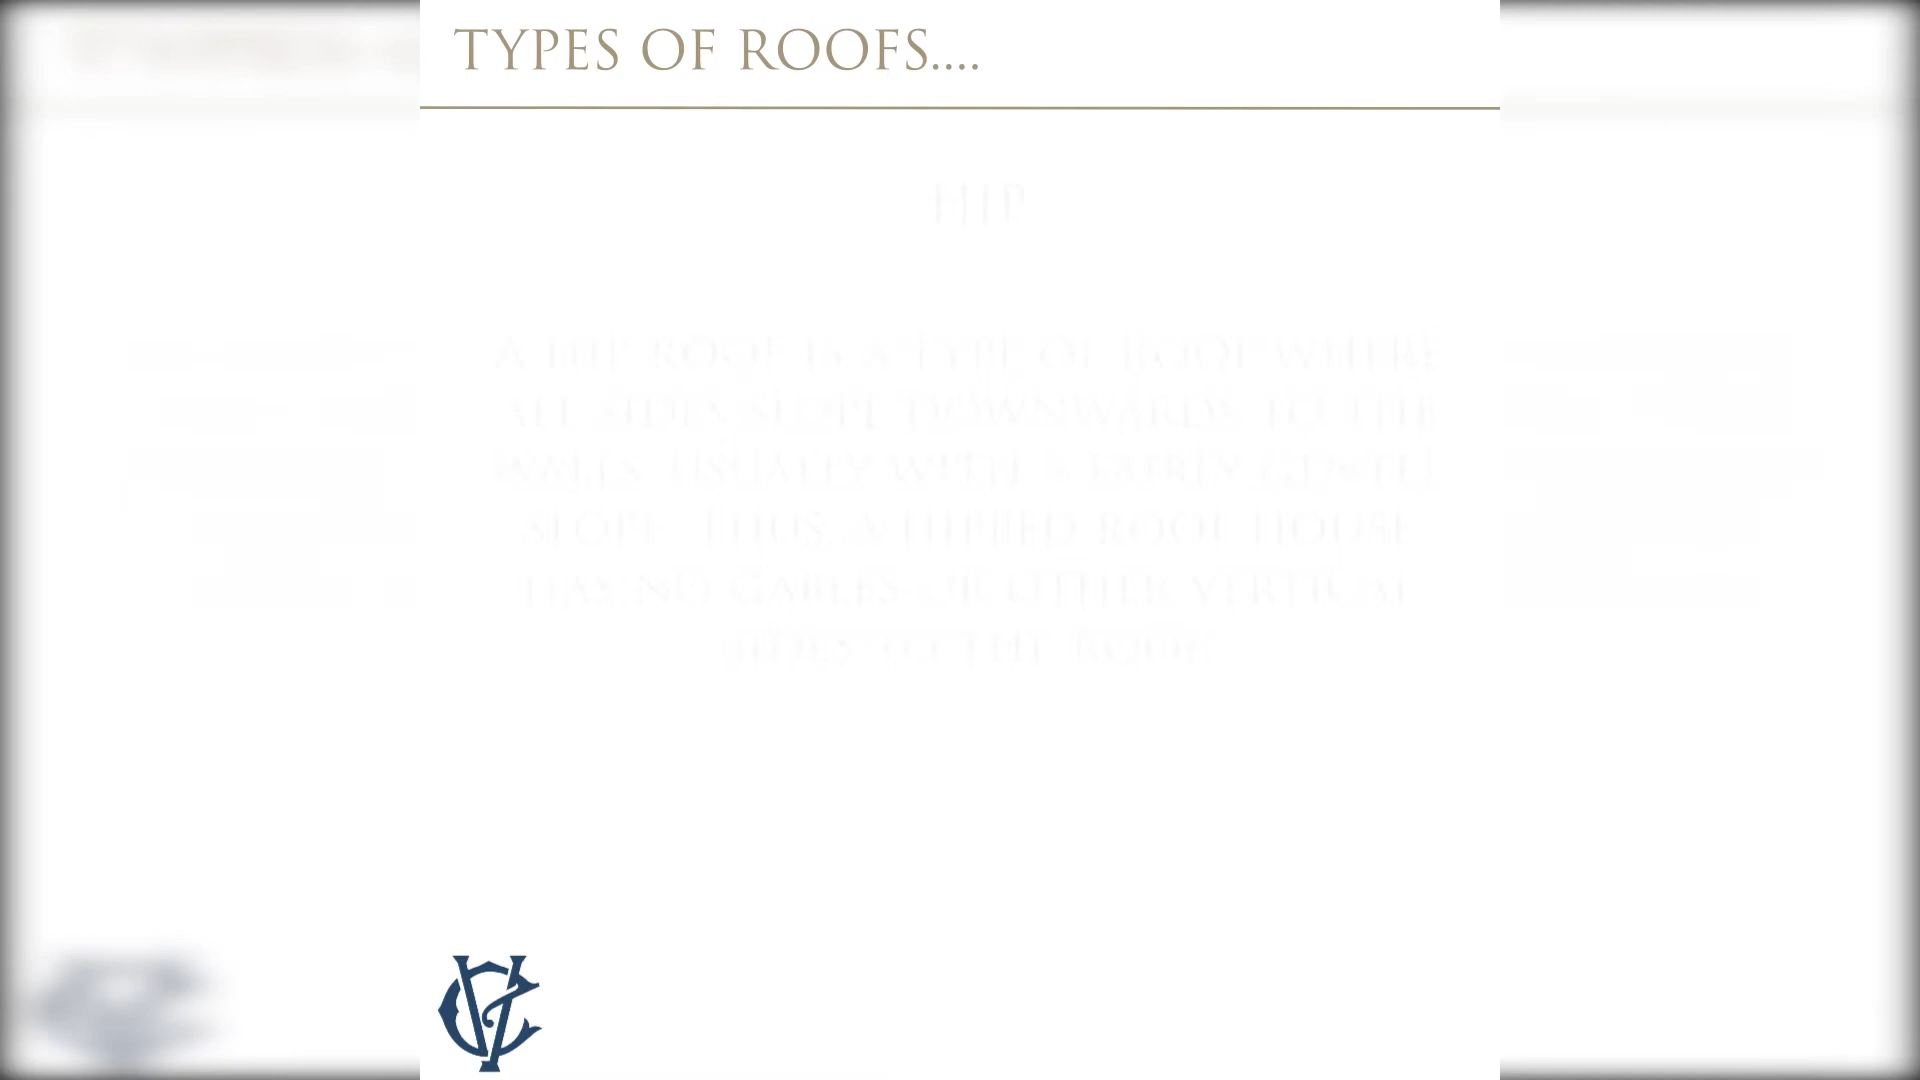 TYPES OF ROOFS....
HIP
A HIP ROOF IS A TYPE OF ROOF WHERE
ALL SIDES SLOPE DOWNWARDS TO THE
WALLS, USUALLY WITH A FAIRLY GENTLE
SLOPE. THUS, A HIPPED ROOF HOUSE
HAS NO GABLES OR OTHER VERTICAL
SIDES TO THE ROOF.